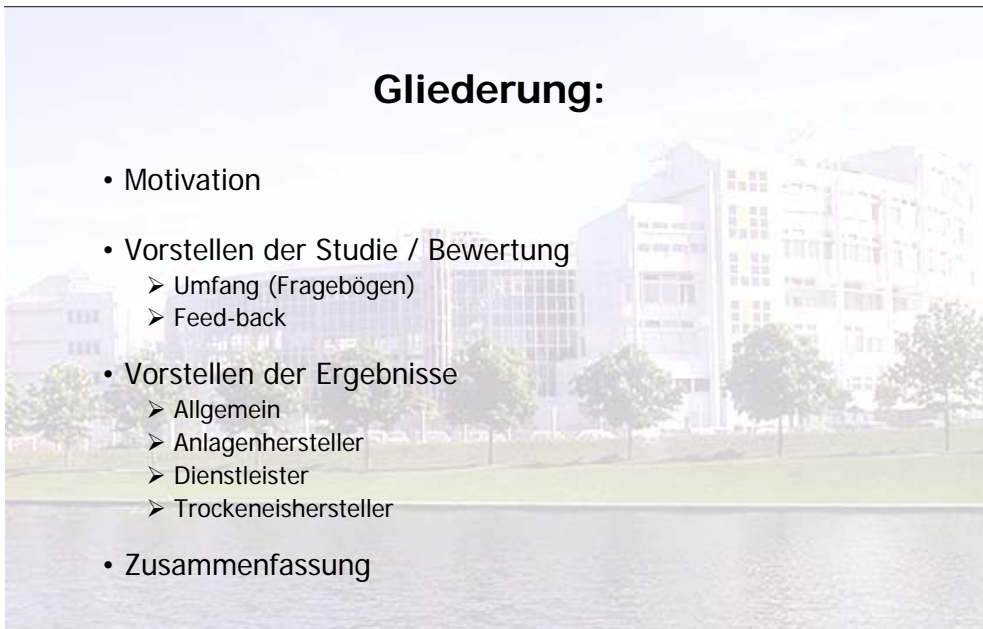 Gliederung:
• Motivation
• Vorstellen der Studie / Bewertung
➢ Umfang (Fragebögen)
➢ Feed-back
• Vorstellen der Ergebnisse
➢ Allgemein
➢ Anlagenhersteller
➢ Dienstleister
➢ Trockeneishersteller
• Zusammenfassung